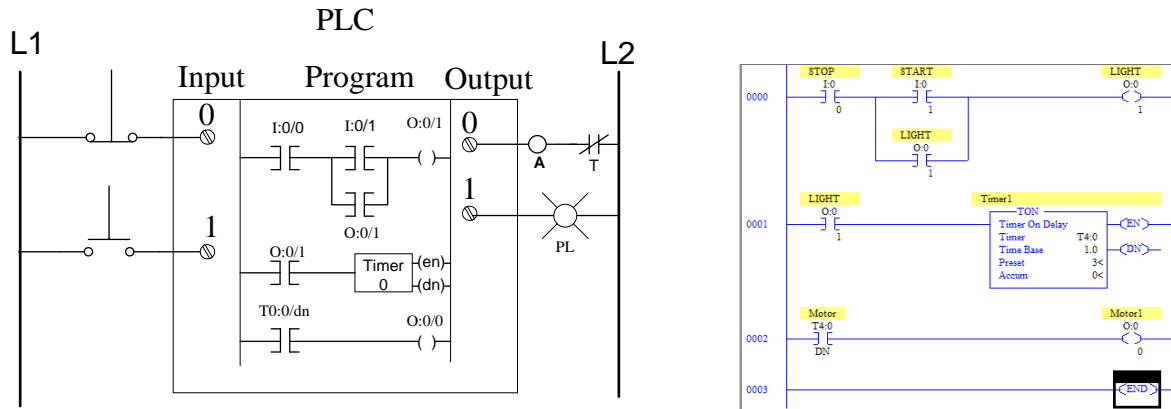 PLC
L1
L2
Input Program Output
0
I:0/0
I:0/1
O:0/1
0
A
T
1
O:0/1
1
PL
O:0/1
Timer
0
(en)
(dn)
T0:0/dn
O:0/0
STOP START LIGHT
I:0 I:0 O:0
0000
0 1 1
LIGHT
O:0
1
LIGHT Timer1
O:0
TON
0001
Timer On Delay
EN
1
Timer T4:0
Time Base 1.0
DN
Preset 3<
Accum 0<
Motor Motor1
T4:0 O:0
0002
DN 0
0003
END